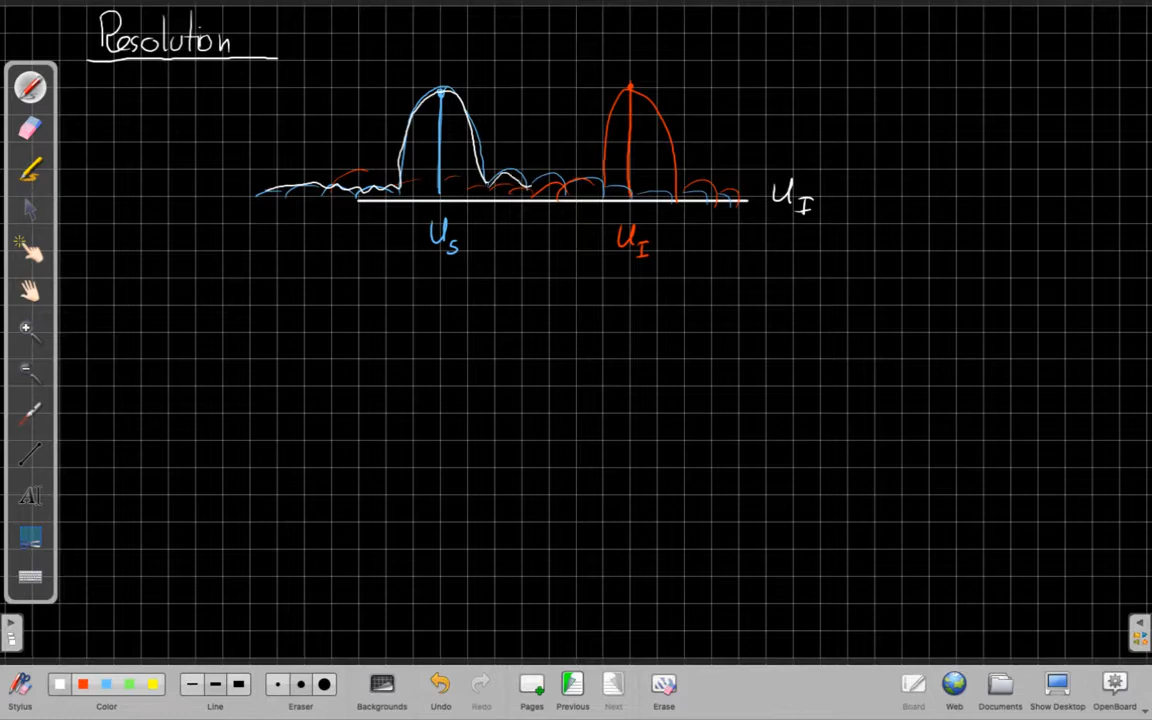 Resolution
u_I
u_s
u_I
AI
Stylus
Color
Line
Eraser
Backgrounds
Undo
Redo
Pages
Previous
Next
Erase
Board
Web
Documents
Show Desktop
OpenBoard